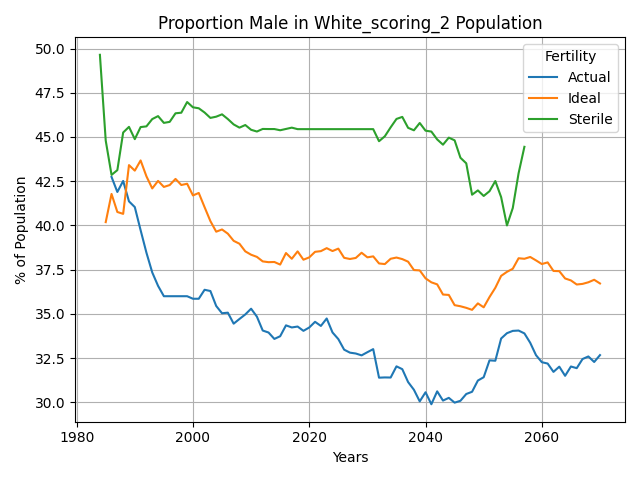 Proportion Male in White_scoring_2 Population
% of Population
50.0
47.5
45.0
42.5
40.0
37.5
35.0
32.5
30.0
Fertility
Actual
Ideal
Sterile
1980
2000
2020
2040
2060
Years